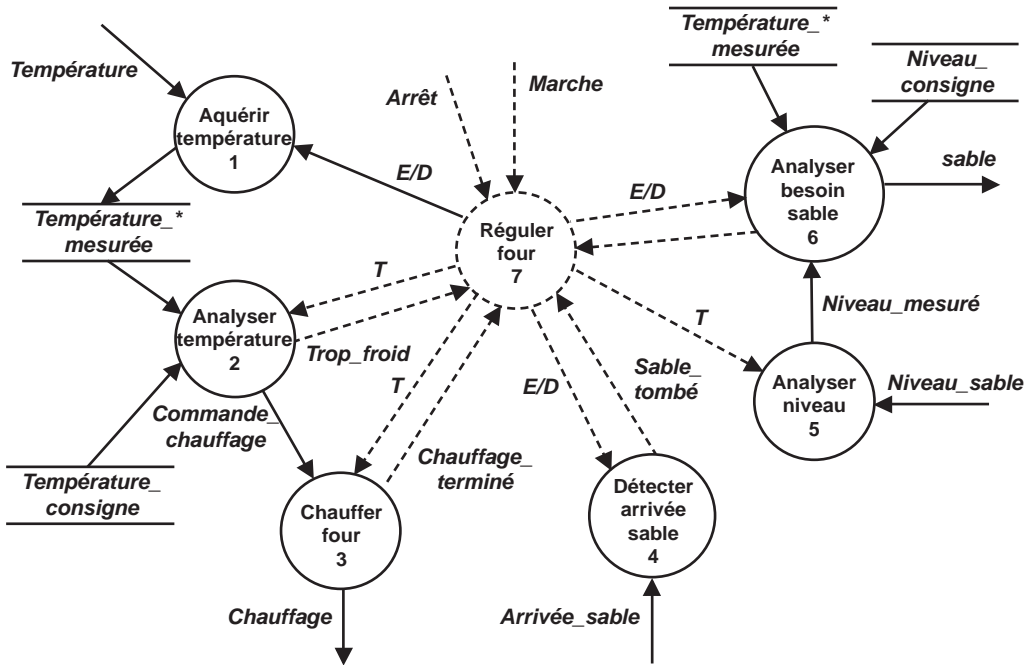 Température
Aquérir
température
1
Température_*
mesurée
Analyser
température
2
Température_
consigne
Commande_
chauffage
Chauffer
four
3
Chauffage
Arrêt
Marche
E/D
Réguler
four
7
T
Trop_froid
T
Chauffage_
terminé
E/D
Sable_
tombé
Détecter
arrivée
sable
4
Arrivée_sable
E/D
T
Température_*
mesurée
Niveau_
consigne
Analyser
besoin
sable
6
sable
Niveau_mesuré
Analyser
niveau
5
Niveau_sable